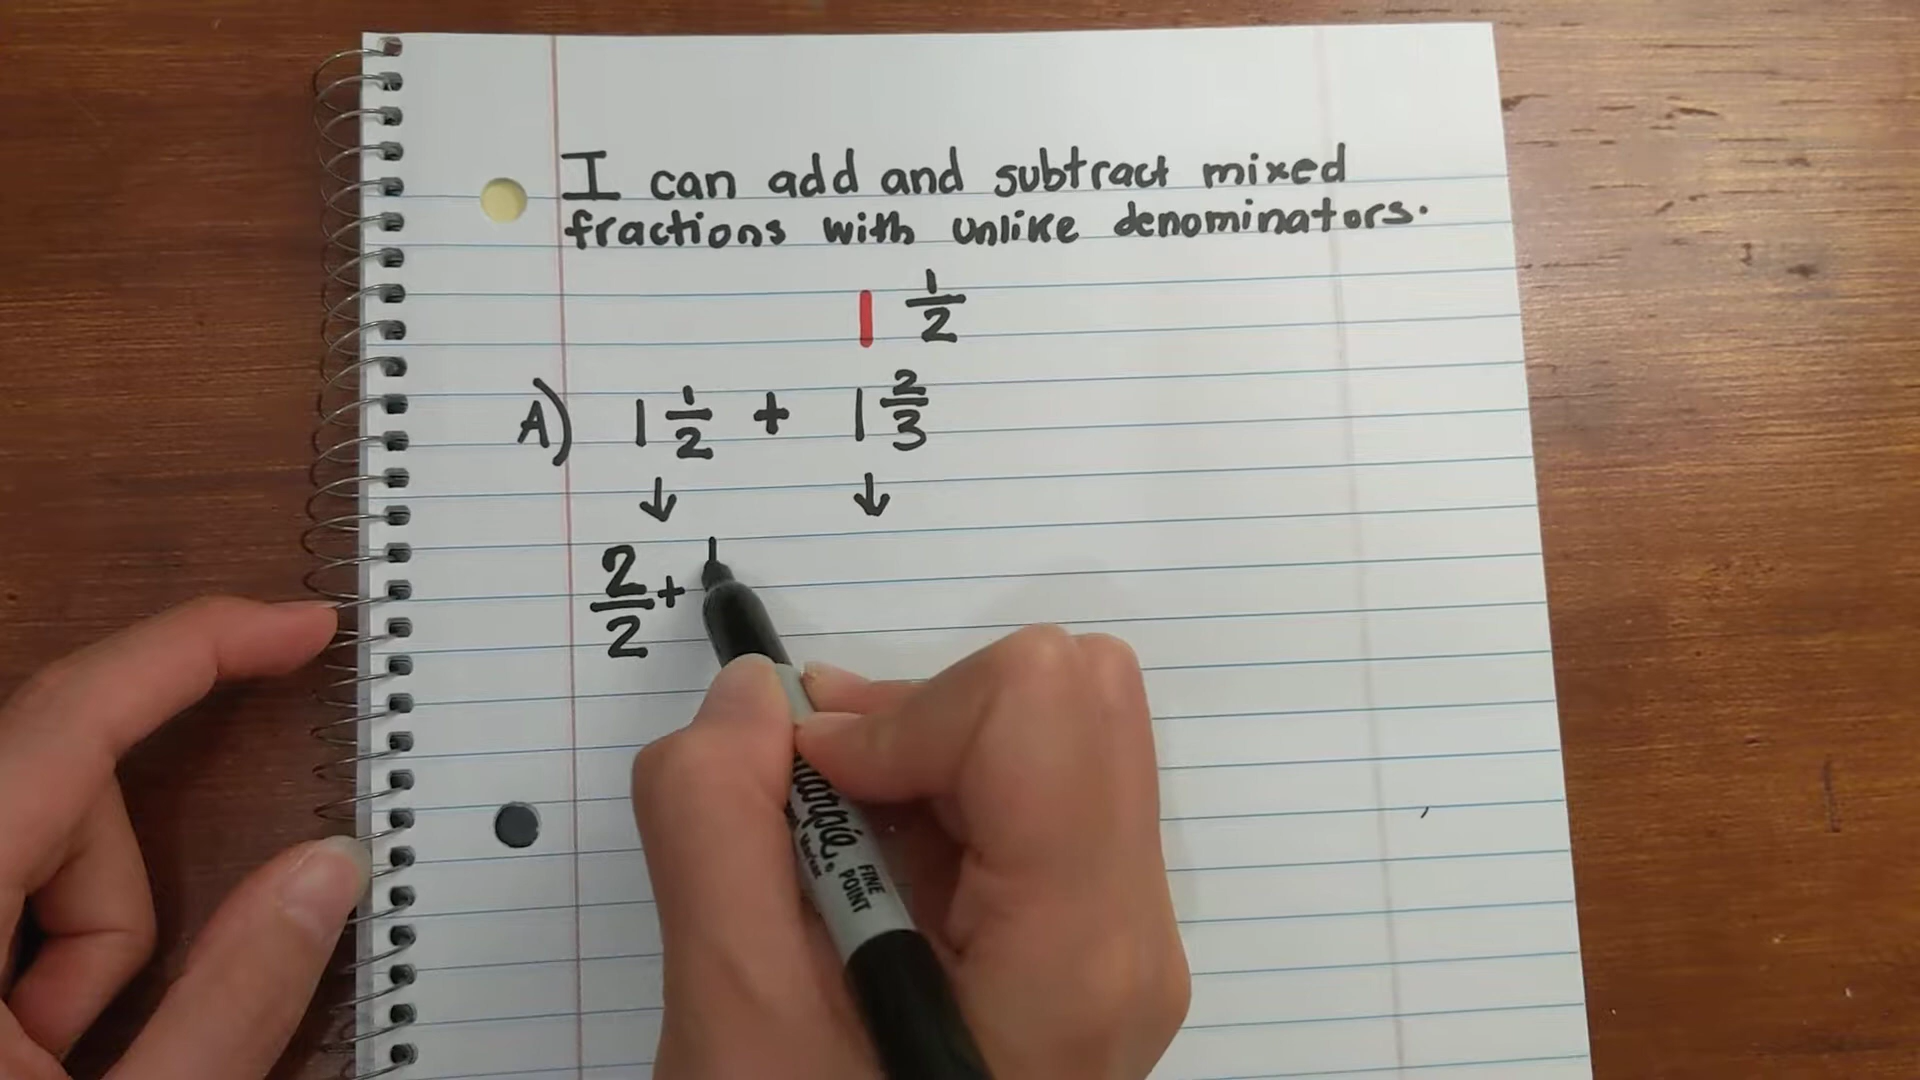 I can add and subtract mixed
fractions with unlike denominators.
1 1/2
A) 1 1/2 + 1 2/3
↓ ↓
2/2 + 1
Sharpie.
FINE
POINT